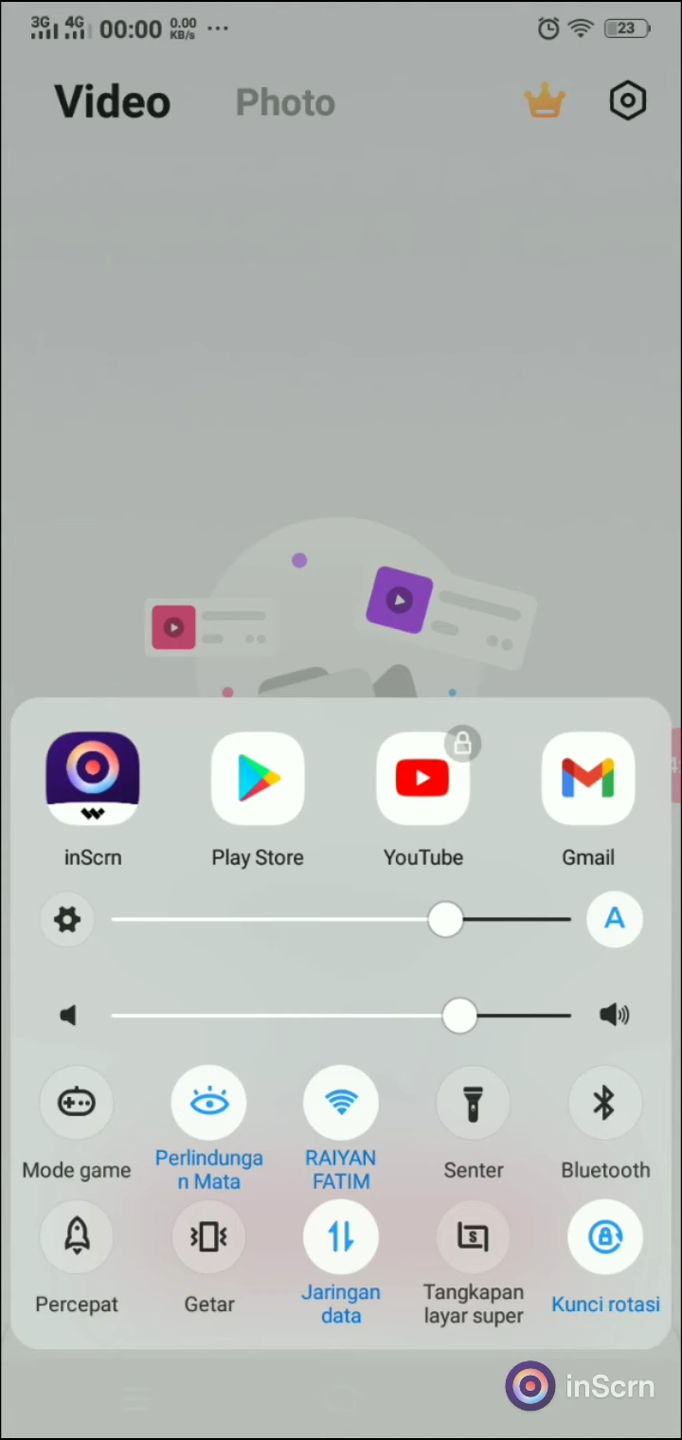 3G 4G 00:00 0.00 KB/s ... 23
Video Photo
inScrn Play Store YouTube Gmail
A
Mode game
Perlindunga
n Mata
RAIYAN
FATIM
Senter
Bluetooth
Percepat
Getar
Jaringan
data
S
Tangkapan
layar super
Kunci rotasi
inScrn